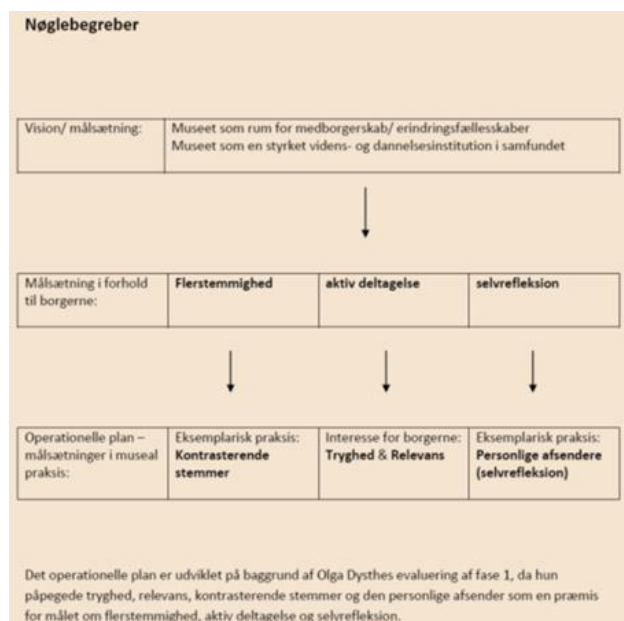 Nøglebegreber
Vision/ målsætning:
Museet som rum for medborgerskab/ erindringsfællesskaber
Museet som en styrket videns- og dannelsesinstitution i samfundet
Målsætning i forhold
til borgerne:
Flerstemmighed
aktiv deltagelse
selvrefleksion
Operationelle plan –
målsætninger i museal
praksis:
Eksemplarisk praksis:
Kontrasterende
stemmer
Interesse for borgerne:
Tryghed & Relevans
Eksemplarisk praksis:
Personlige afsendere
(selvrefleksion)
Det operationelle plan er udviklet på baggrund af Olga Dysthes evaluering af fase 1, da hun
påpegede tryghed, relevans, kontrasterende stemmer og den personlige afsender som en præmis
for målet om flerstemmighed, aktiv deltagelse og selvrefleksion.